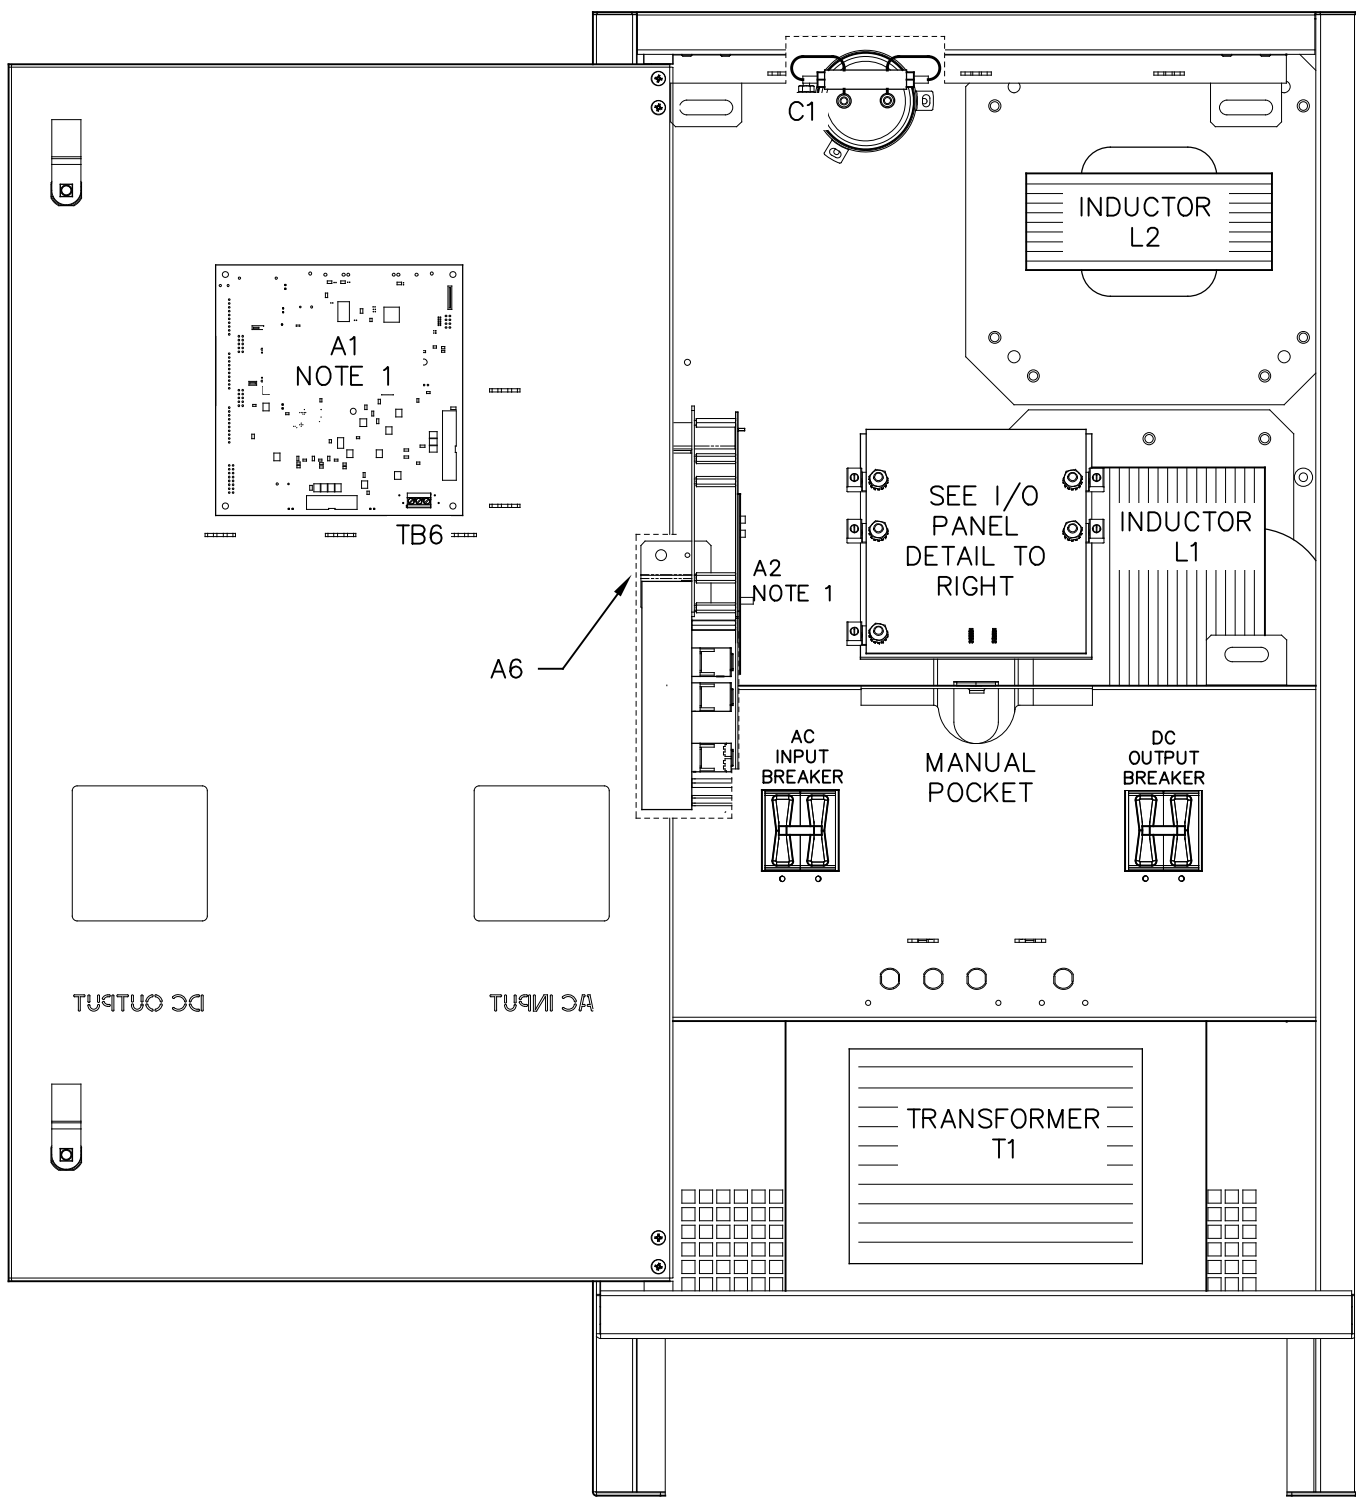 C1
INDUCTOR
L2
A1
NOTE 1
TB6
SEE I/O
PANEL
DETAIL TO
RIGHT
INDUCTOR
L1
A2
NOTE 1
A6
AC
INPUT
BREAKER
MANUAL
POCKET
DC
OUTPUT
BREAKER
DC OUTPUT
AC INPUT
TRANSFORMER
T1